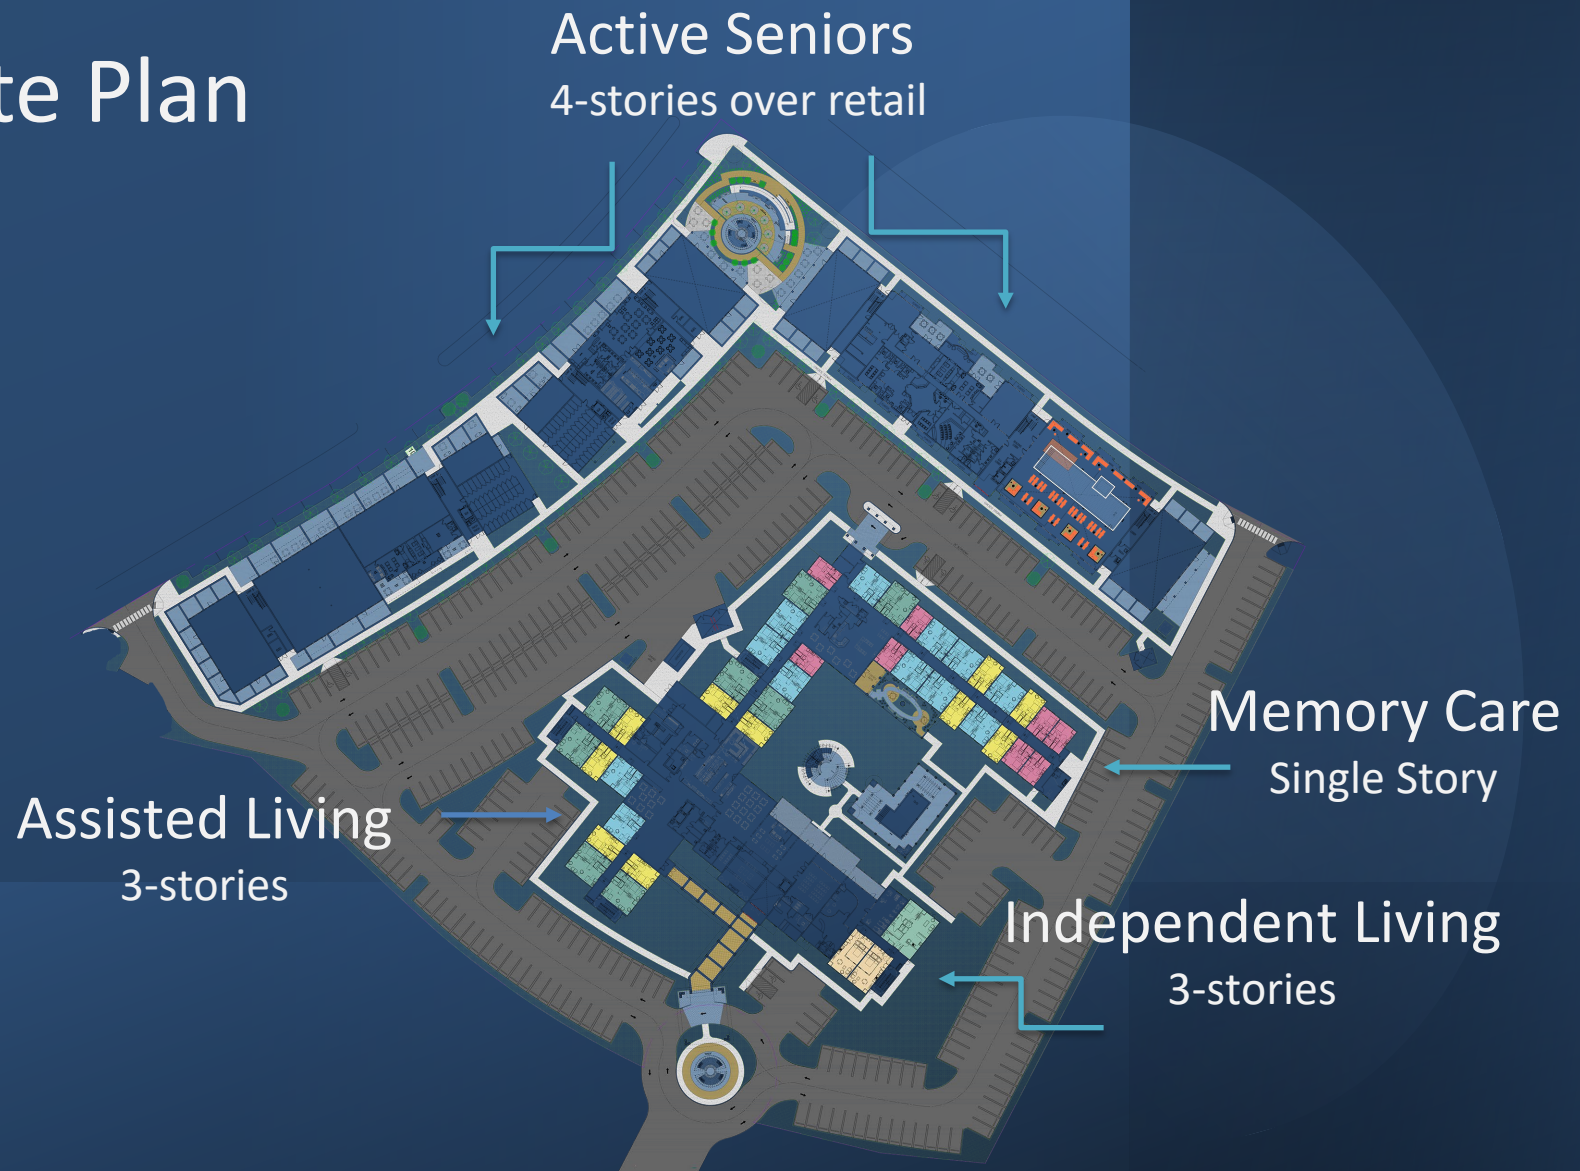 te Plan
Active Seniors
4-stories over retail
Memory Care
Single Story
Assisted Living
3-stories
Independent Living
3-stories